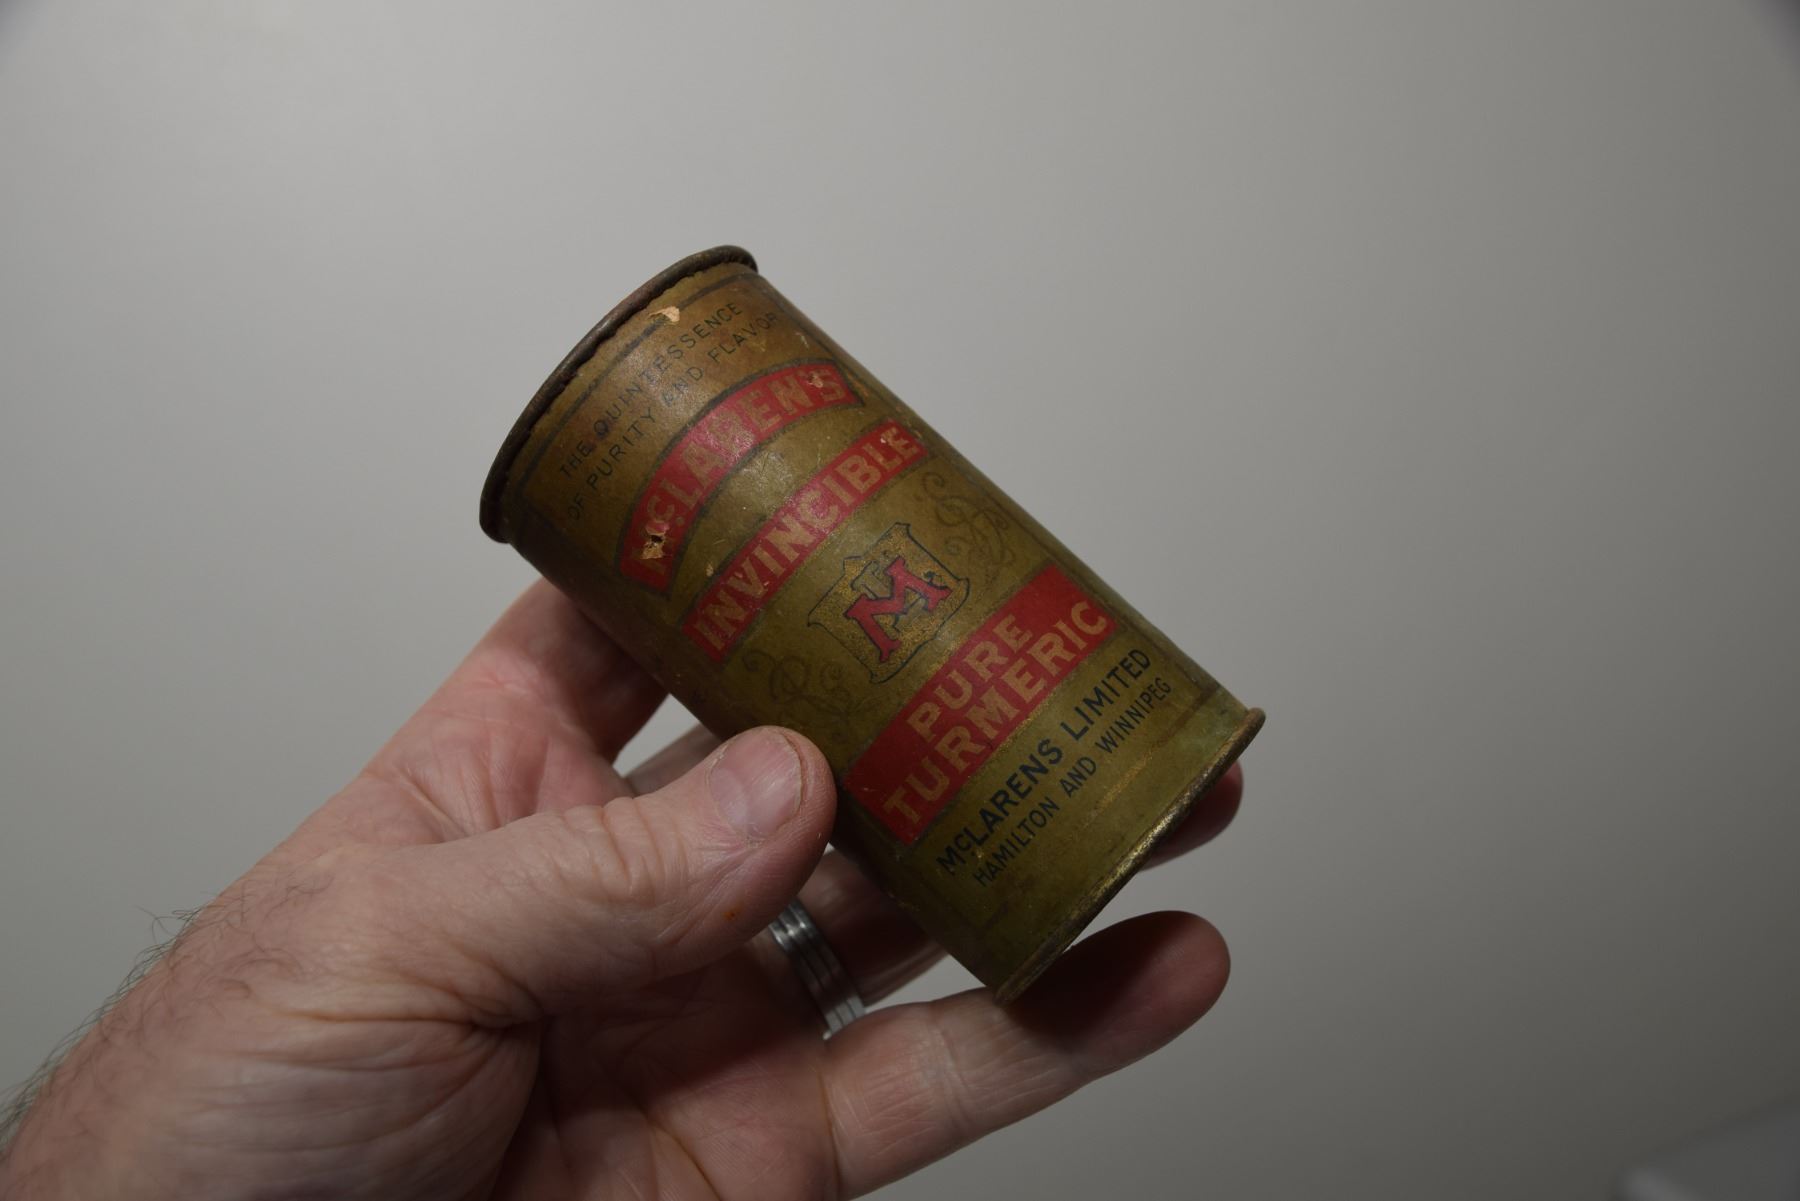 THE QUINTESSENCE
OF PURITY AND FLAVOR
McLAREN'S
INVINCIBLE
M
PURE
TURMERIC
McLARENS LIMITED
HAMILTON AND WINNIPEG